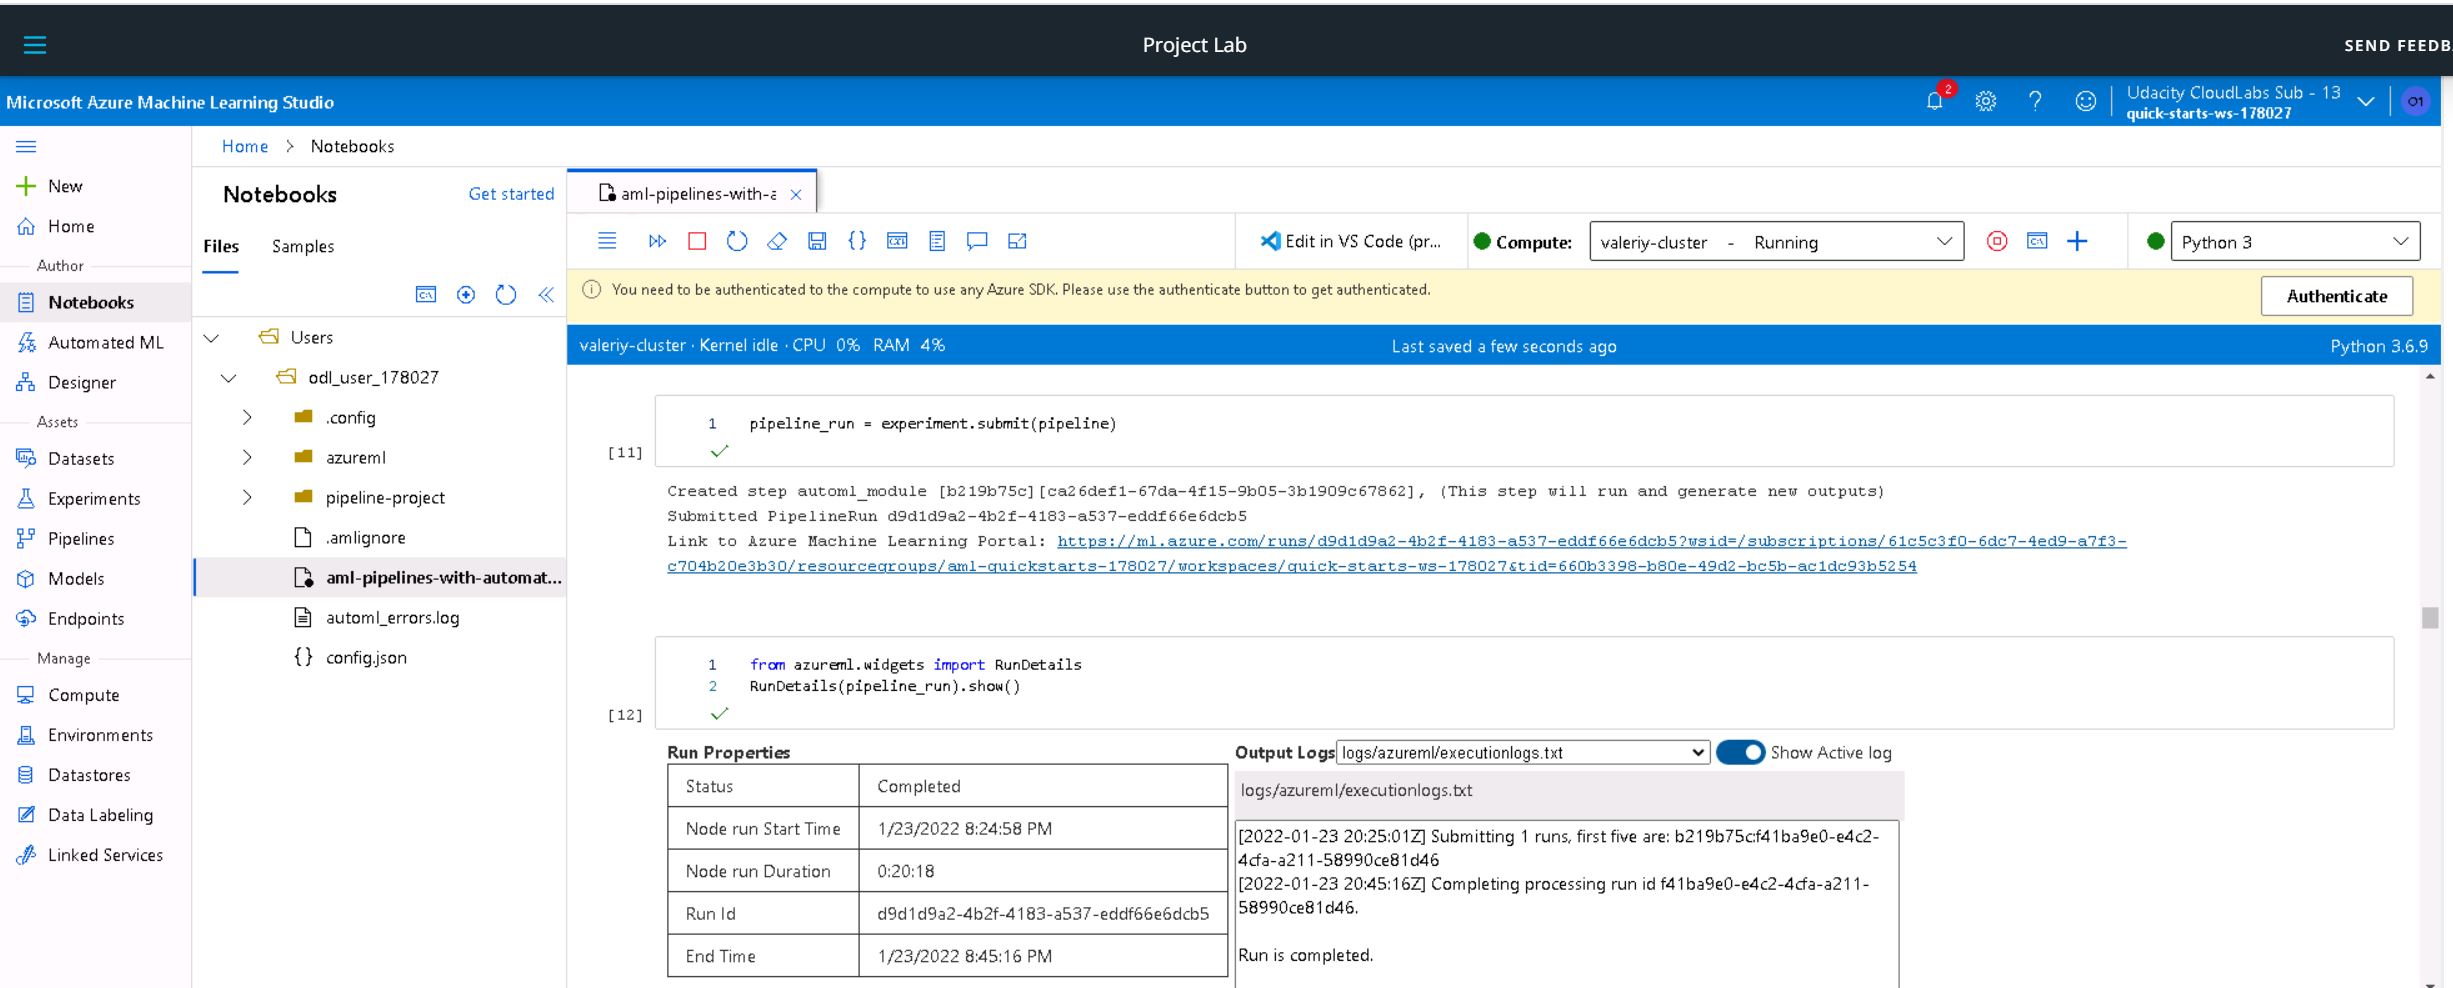 Project Lab
SEND FEEDB
Microsoft Azure Machine Learning Studio
2
Udacity CloudLabs Sub - 13
quick-starts-ws-178027
O1
Home > Notebooks
New
Home
Author
Notebooks
Automated ML
Designer
Assets
Datasets
Experiments
Pipelines
Models
Endpoints
Manage
Compute
Environments
Datastores
Data Labeling
Linked Services
Notebooks
Get started
Files
Samples
Users
odl_user_178027
.config
azureml
pipeline-project
.amlignore
aml-pipelines-with-automat...
automl_errors.log
config.json
aml-pipelines-with-a
Edit in VS Code (pr...
Compute:
valeriy-cluster - Running
Python 3
You need to be authenticated to the compute to use any Azure SDK. Please use the authenticate button to get authenticated.
Authenticate
valeriy-cluster · Kernel idle · CPU 0% RAM 4%
Last saved a few seconds ago
Python 3.6.9
1 pipeline_run = experiment.submit(pipeline)
[11]
Created step automl_module [b219b75c][ca26def1-67da-4f15-9b05-3b1909c67862], (This step will run and generate new outputs)
Submitted PipelineRun d9d1d9a2-4b2f-4183-a537-eddf66e6dcb5
Link to Azure Machine Learning Portal: https://ml.azure.com/runs/d9d1d9a2-4b2f-4183-a537-eddf66e6dcb5?wsid=/subscriptions/61c5c3f0-6dc7-4ed9-a7f3-
c704b20e3b30/resourcegroups/aml-quickstarts-178027/workspaces/quick-starts-ws-178027&tid=660b3398-b80e-49d2-bc5b-ac1dc93b5254
1 from azureml.widgets import RunDetails
2 RunDetails(pipeline_run).show()
[12]
Run Properties
Status Completed
Node run Start Time 1/23/2022 8:24:58 PM
Node run Duration 0:20:18
Run Id d9d1d9a2-4b2f-4183-a537-eddf66e6dcb5
End Time 1/23/2022 8:45:16 PM
Output Logs logs/azureml/executionlogs.txt Show Active log
logs/azureml/executionlogs.txt
[2022-01-23 20:25:01Z] Submitting 1 runs, first five are: b219b75c:f41ba9e0-e4c2-
4cfa-a211-58990ce81d46
[2022-01-23 20:45:16Z] Completing processing run id f41ba9e0-e4c2-4cfa-a211-
58990ce81d46.
Run is completed.